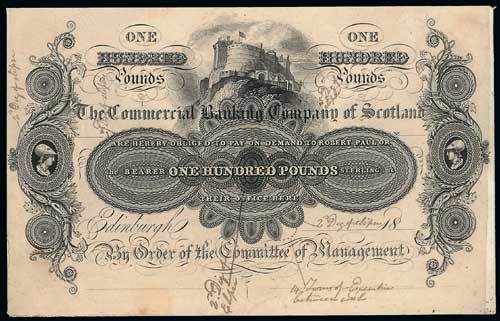 ONE ONE
HUNDRED HUNDRED
Pounds Pounds
The Commercial Banking Company of Scotland
ARE HEREBY OBLIGED TO PAY ON DEMAND TO ROBERT PAUL OR
The BEARER ONE HUNDRED POUNDS STERLING At
THEIR OFFICE HERE
Edinburgh 18
By Order of the Committee of Management